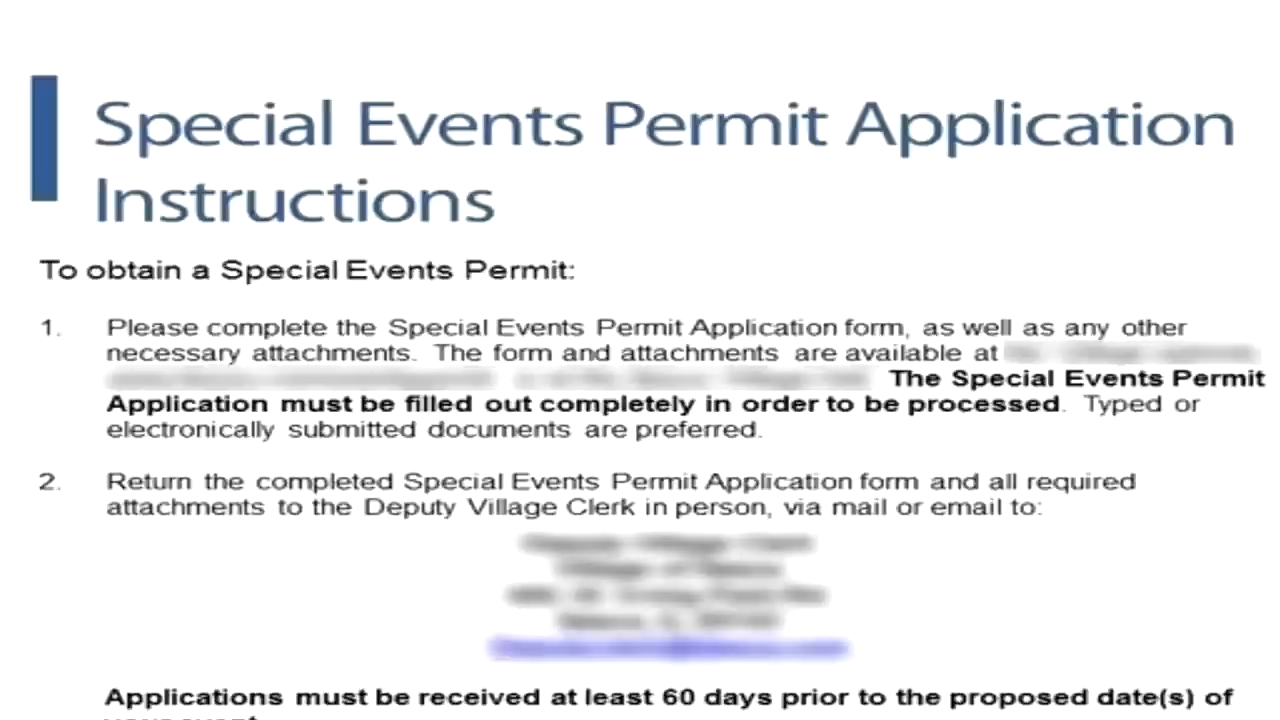 Special Events Permit Application
Instructions
To obtain a Special Events Permit:
1. Please complete the Special Events Permit Application form, as well as any other
necessary attachments. The form and attachments are available at
The Special Events Permit
Application must be filled out completely in order to be processed. Typed or
electronically submitted documents are preferred.
2. Return the completed Special Events Permit Application form and all required
attachments to the Deputy Village Clerk in person, via mail or email to:
Applications must be received at least 60 days prior to the proposed date(s) of